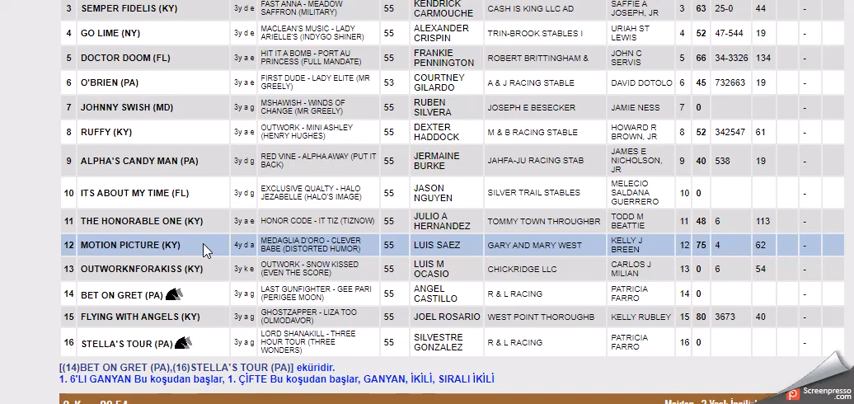 3 SEMPER FIDELIS (KY) 3y d e FAST ANNA - MEADOW SAFFRON (MILITARY) 55 KENDRICK CARMOUCHE CASH IS KING LLC AD SAFFIE A JOSEPH, JR 3 63 25-0 44 -
4 GO LIME (NY) 3y d e MACLEAN'S MUSIC - LADY ARIELLE'S (INDYGO SHINER) 55 ALEXANDER CRISPIN TRIN-BROOK STABLES I URIAH ST LEWIS 4 52 47-544 19 -
5 DOCTOR DOOM (FL) 3y a e HIT IT A BOMB - PORT AU PRINCESS (FULL MANDATE) 55 FRANKIE PENNINGTON ROBERT BRITTINGHAM & JOHN C SERVIS 5 66 34-3326 134 -
6 O'BRIEN (PA) 3y a e FIRST DUDE - LADY ELITE (MR GREELY) 53 COURTNEY GILARDO A & J RACING STABLE DAVID DOTOLO 6 45 732663 19 -
7 JOHNNY SWISH (MD) 3y a g MSHAWISH - WINDS OF CHANGE (MR GREELY) 55 RUBEN SILVERA JOSEPH E BESECKER JAMIE NESS 7 0 -
8 RUFFY (KY) 3y a e OUTWORK - MINI ASHLEY (HENRY HUGHES) 55 DEXTER HADDOCK M & B RACING STABLE HOWARD R BROWN, JR 8 52 342547 61 -
9 ALPHA'S CANDY MAN (PA) 3y d g RED VINE - ALPHA AWAY (PUT IT BACK) 55 JERMAINE BURKE JAHFA-JU RACING STAB JAMES E NICHOLSON, JR 9 40 538 19 -
10 ITS ABOUT MY TIME (FL) 3y d g EXCLUSIVE QUALTY - HALO JEZABELLE (HALO'S IMAGE) 55 JASON NGUYEN SILVER TRAIL STABLES MELECIO SALDANA GUERRERO 10 0 -
11 THE HONORABLE ONE (KY) 3y a e HONOR CODE - IT TIZ (TIZNOW) 55 JULIO A HERNANDEZ TOMMY TOWN THROUGHBR TODD M BEATTIE 11 48 6 113 -
12 MOTION PICTURE (KY) 4y d a MEDAGLIA D'ORO - CLEVER BABE (DISTORTED HUMOR) 55 LUIS SAEZ GARY AND MARY WEST KELLY J BREEN 12 75 4 62 -
13 OUTWORKNFORAKISS (KY) 3y d e OUTWORK - SNOW KISSED (EVEN THE SCORE) 55 LUIS M OCASIO CHICKRIDGE LLC CARLOS J MILIAN 13 0 6 54 -
14 BET ON GRET (PA) 3y a g LAST GUNFIGHTER - GEE PARI (PERIGEE MOON) 55 ANGEL CASTILLO R & L RACING PATRICIA FARRO 14 0 -
15 FLYING WITH ANGELS (KY) 3y a g GHOSTZAPPER - LIZA TOO (OLMODAVOR) 55 JOEL ROSARIO WEST POINT THOROUGHB KELLY RUBLEY 15 80 3673 40 -
16 STELLA'S TOUR (PA) 3y a g LORD SHANAKILL - THREE HOUR TOUR (THREE WONDERS) 55 SILVESTRE GONZALEZ R & L RACING PATRICIA FARRO 16 0 -
[(14)BET ON GRET (PA),(16)STELLA'S TOUR (PA)] eküridir.
1. 6'LI GANYAN Bu koşudan başlar, 1. ÇİFTE Bu koşudan başlar, GANYAN, İKİLİ, SIRALI İKİLİ
Screenpresso.com